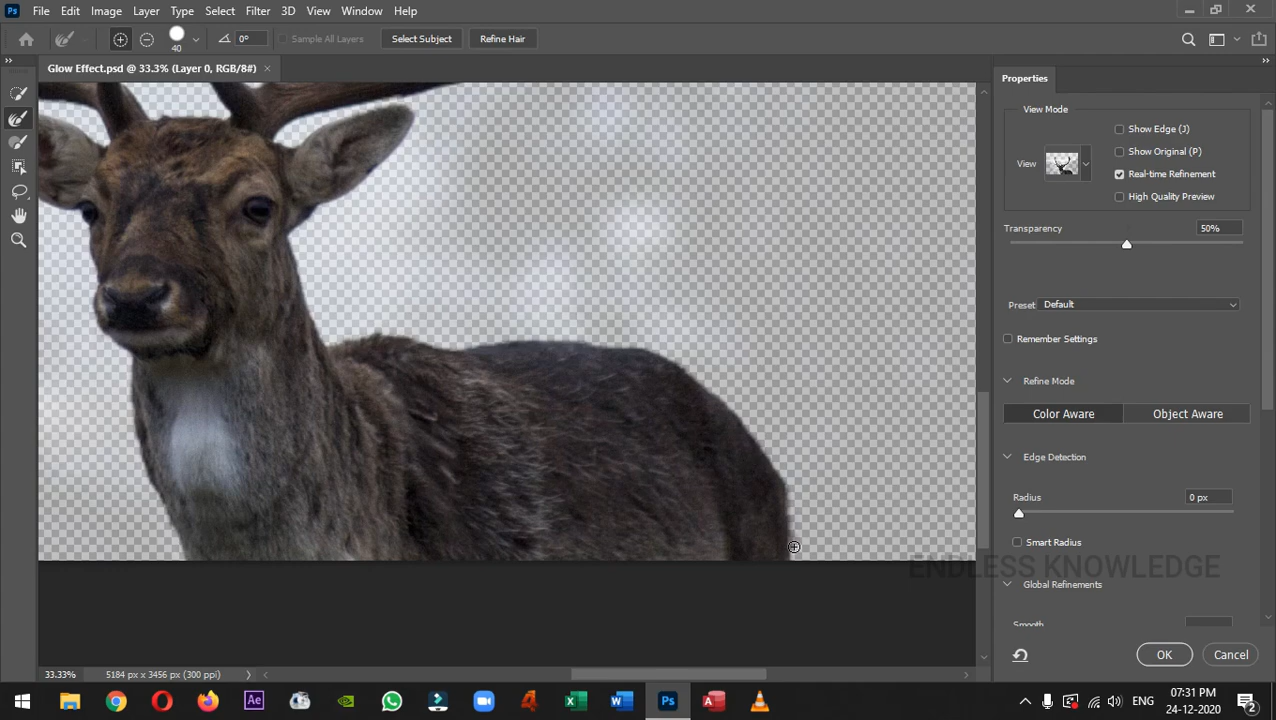 Ps File Edit Image Layer Type Select Filter 3D View Window Help
40 0° Sample All Layers Select Subject Refine Hair
Glow Effect.psd @ 33.3% (Layer 0, RGB/8#) ×
Properties
View Mode
Show Edge (J)
View Show Original (P)
Real-time Refinement
High Quality Preview
Transparency 50%
Preset Default
Remember Settings
Refine Mode
Color Aware Object Aware
Edge Detection
Radius 0 px
Smart Radius
ENDLESS KNOWLEDGE
Global Refinements
Smooth
OK Cancel
33.33% 5184 px x 3456 px (300 ppi)
Ae Ps ENG 07:31 PM
24-12-2020 2